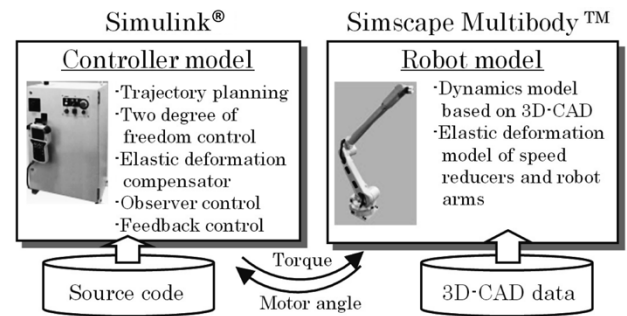 Simulink®
Controller model
-Trajectory planning
-Two degree of
freedom control
-Elastic deformation
compensator
-Observer control
-Feedback control
Source code
Simscape Multibody™
Robot model
-Dynamics model
based on 3D-CAD
-Elastic deformation
model of speed
reducers and robot
arms
3D-CAD data
Torque
Motor angle